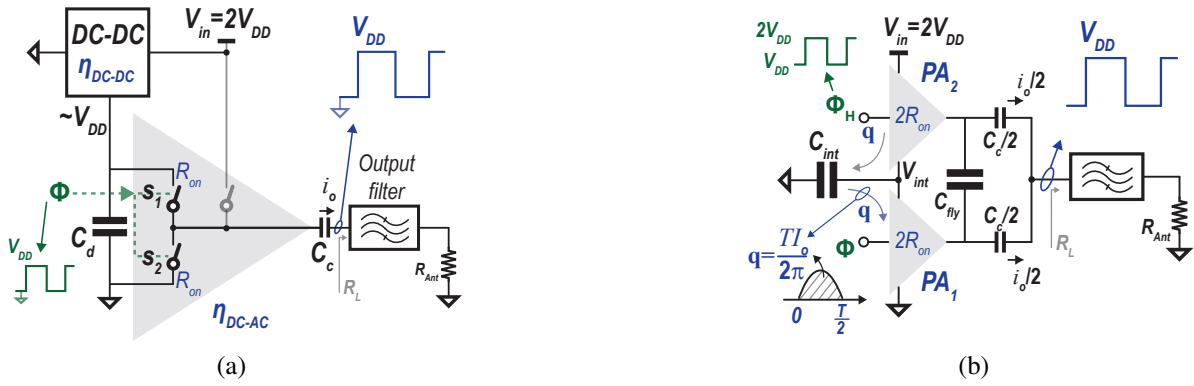 DC-DC
η_DC-DC
V_in=2V_DD
V_DD
~V_DD
R_on
Φ
S_1
S_2
C_d
V_DD
R_on
η_DC-AC
i_o
C_c
R_L
Output
filter
R_Ant
(a)
2V_DD
V_DD
V_in=2V_DD
PA_2
Φ_H
q
2R_on
C_int
V_int
q
q=TI_o/2π
0
T/2
Φ
2R_on
PA_1
i_o/2
C_c/2
C_fly
C_c/2
i_o/2
V_DD
R_L
R_Ant
(b)